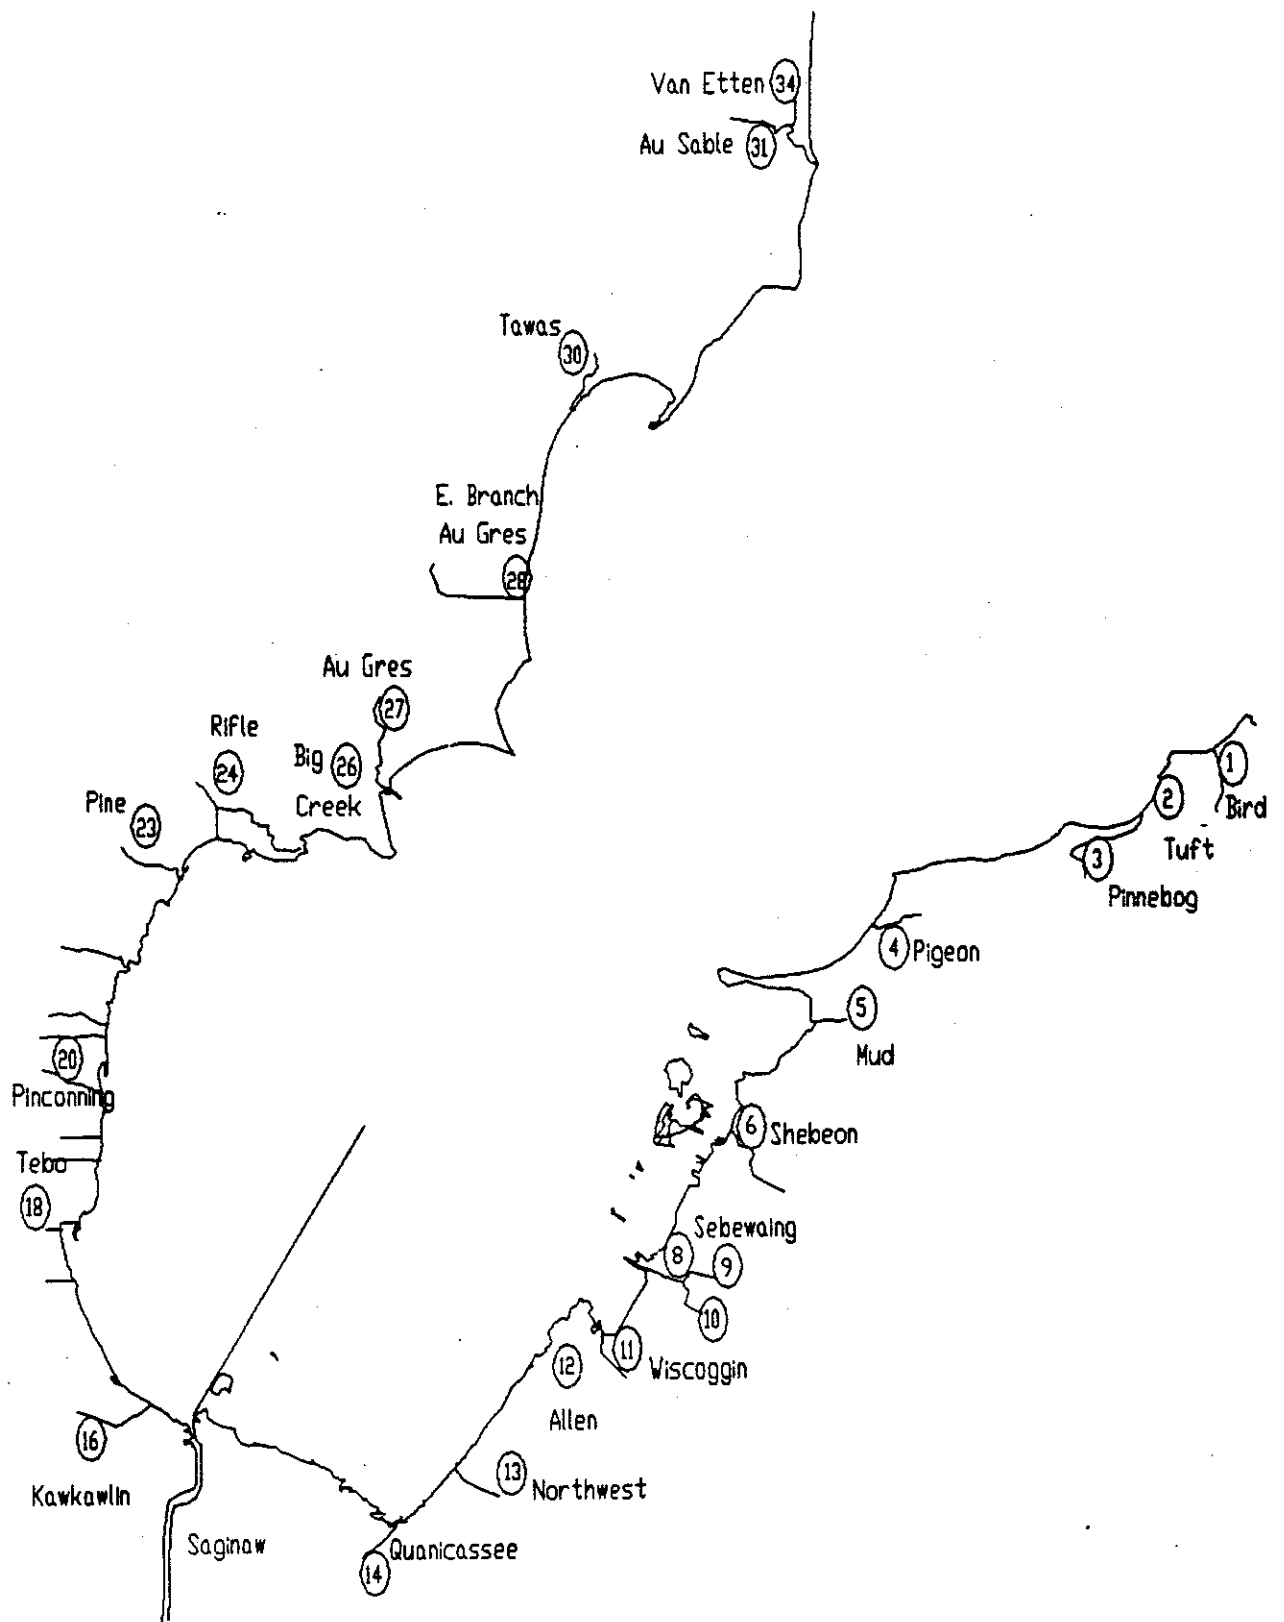 Van Etten 34
Au Sable 31
Tawas
30
E. Branch
Au Gres
28
Au Gres
27
Rifle
24
Big 26
Creek
Pine
23
1
Bird
2
Tuft
3
Pinnebog
4 Pigeon
5
Mud
20
Pinconning
6 Shebeon
Tebo
18
Sebewaing
8
9
10
11 Wiscoggin
12
Allen
13 Northwest
16
Kawkawlin
Saginaw
Quanicassee
14